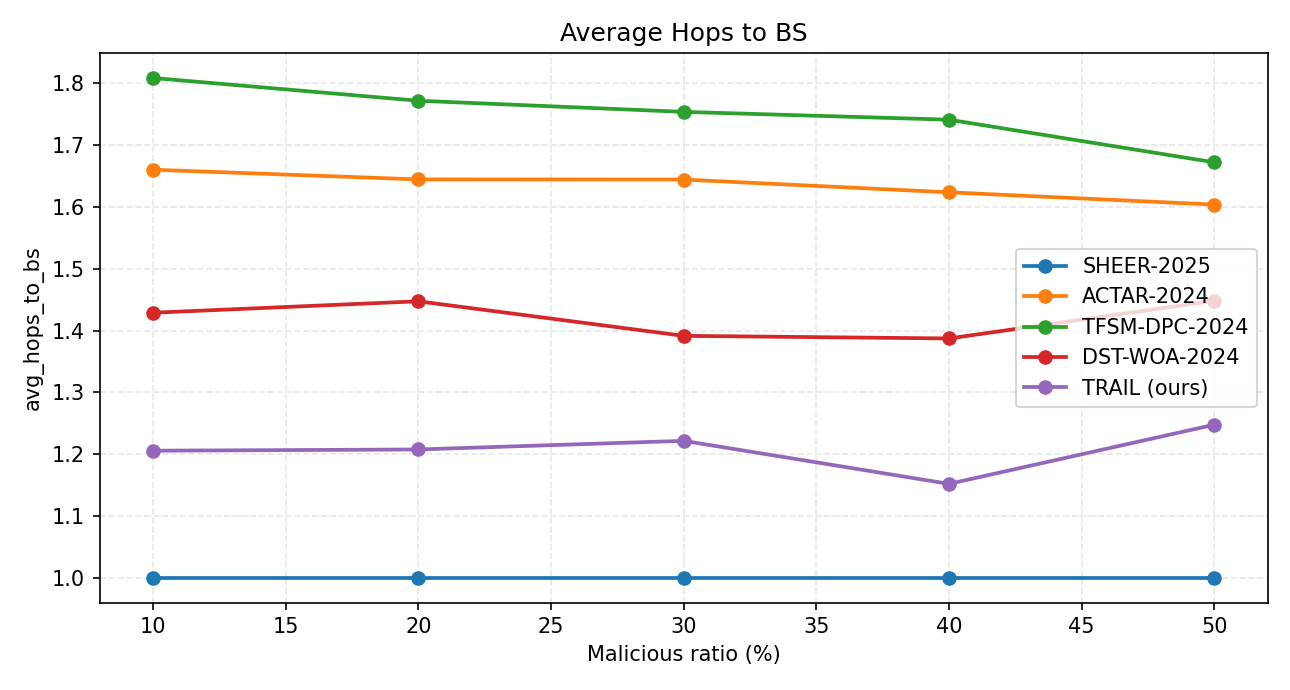 Average Hops to BS
avg_hops_to_bs
1.8
1.7
1.6
1.5
1.4
1.3
1.2
1.1
1.0
SHEER-2025
ACTAR-2024
TFSM-DPC-2024
DST-WOA-2024
TRAIL (ours)
10 15 20 25 30 35 40 45 50
Malicious ratio (%)